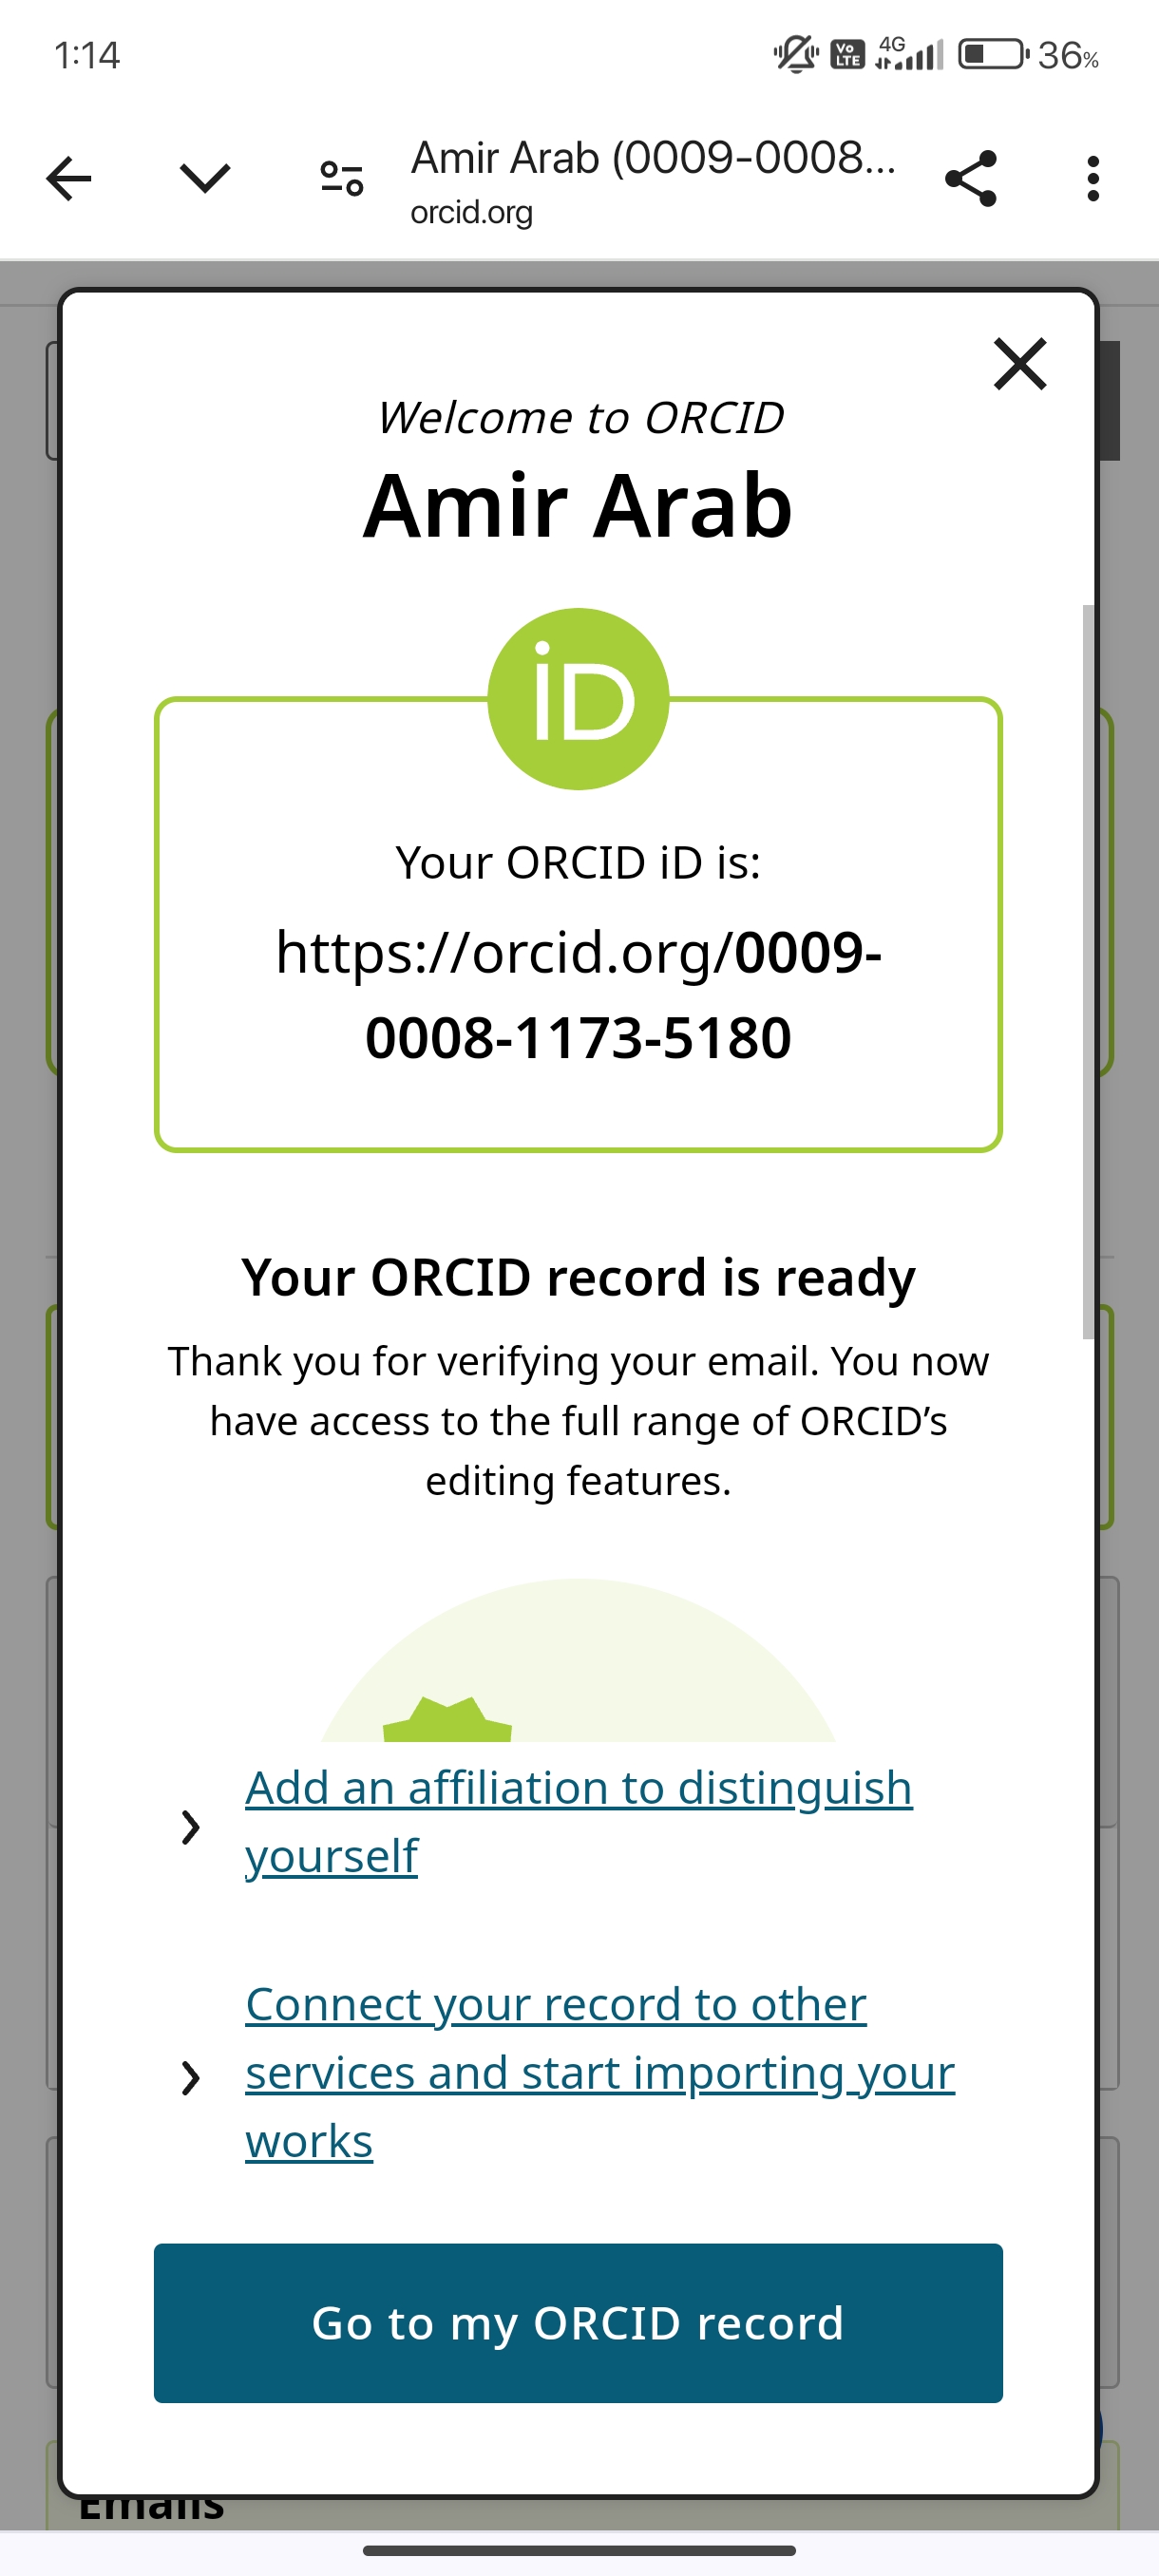 1:14
Vo
LTE
4G
36%
Amir Arab (0009-0008...
orcid.org
Welcome to ORCID
Amir Arab
iD
Your ORCID iD is:
https://orcid.org/0009-
0008-1173-5180
Your ORCID record is ready
Thank you for verifying your email. You now
have access to the full range of ORCID’s
editing features.
Add an affiliation to distinguish
yourself
Connect your record to other
services and start importing your
works
Go to my ORCID record
Emails